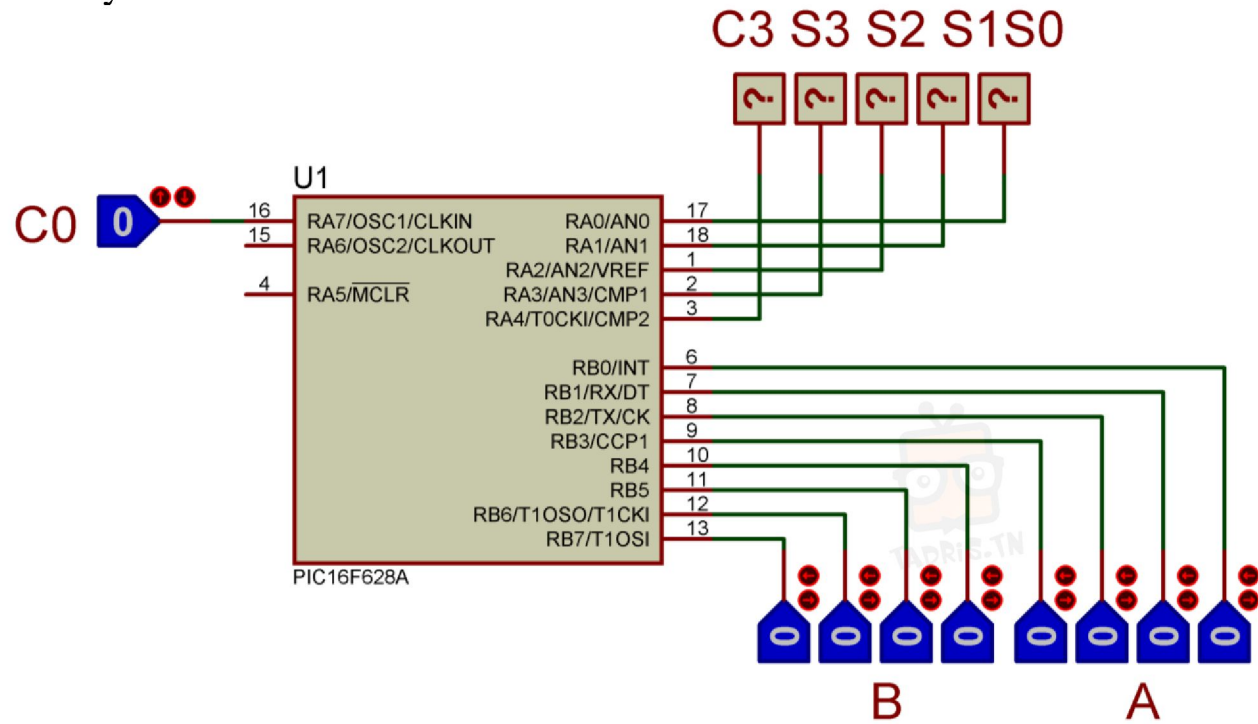 C3 S3 S2 S1S0
? ? ? ? ?
U1
C0 0
16 RA7/OSC1/CLKIN RA0/AN0 17
15 RA6/OSC2/CLKOUT RA1/AN1 18
RA2/AN2/VREF 1
4 RA5/MCLR RA3/AN3/CMP1 2
RA4/T0CKI/CMP2 3
RB0/INT 6
RB1/RX/DT 7
RB2/TX/CK 8
RB3/CCP1 9
RB4 10
RB5 11
RB6/T1OSO/T1CKI 12
RB7/T1OSI 13
TADRIS.TN
PIC16F628A
0 0 0 0 0 0 0 0
B A